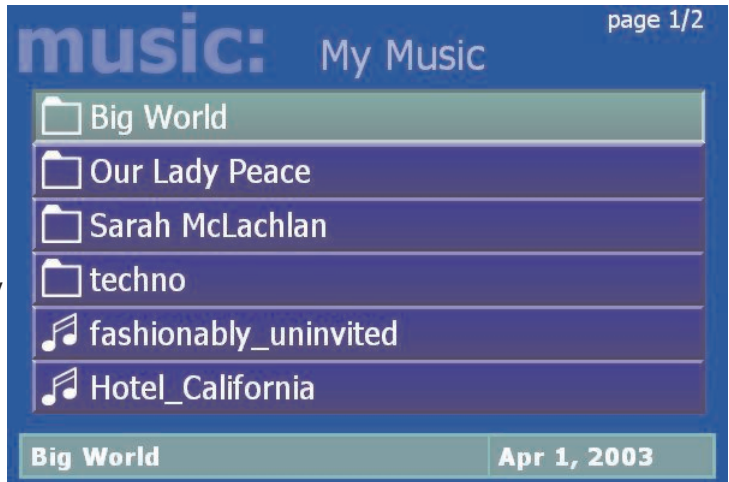 page 1/2
music: My Music
Big World
Our Lady Peace
Sarah McLachlan
techno
fashionably_uninvited
Hotel_California
Big World Apr 1, 2003